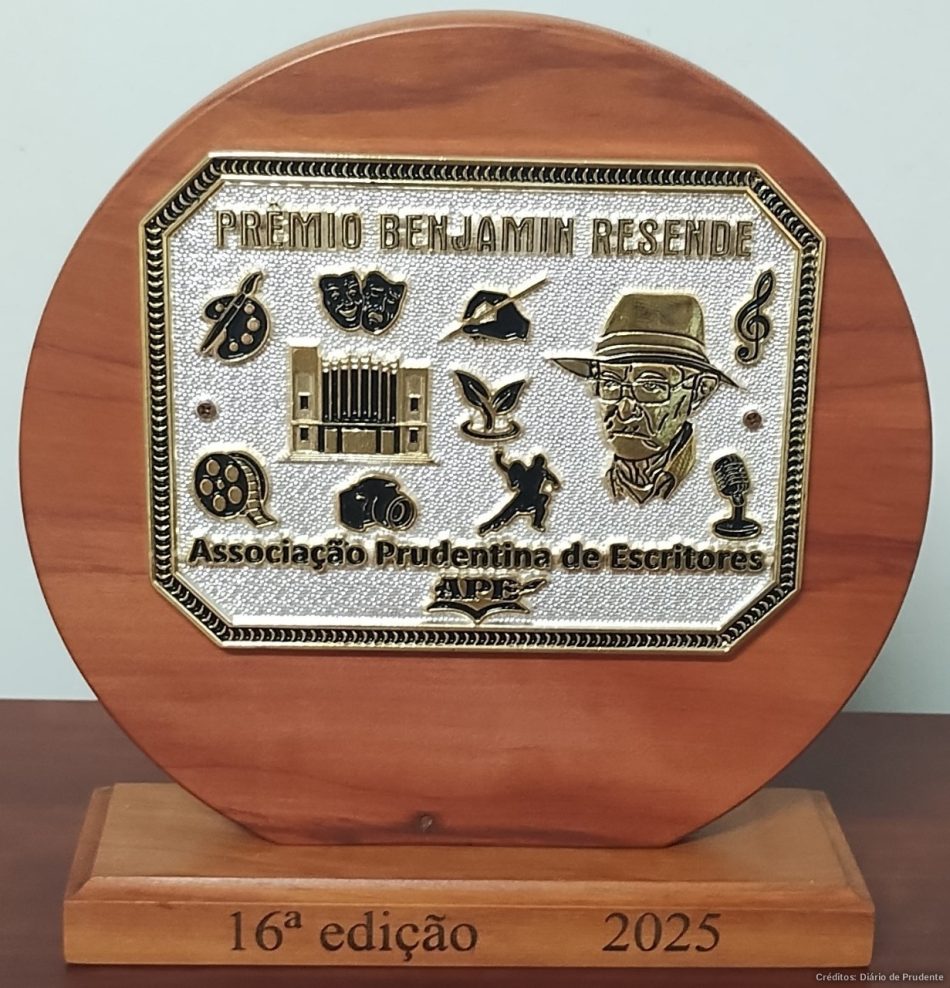 PRÊMIO BENJAMIN RESENDE
Associação Prudentina de Escritores
APE
16ª edição 2025
Créditos: Diário de Prudente